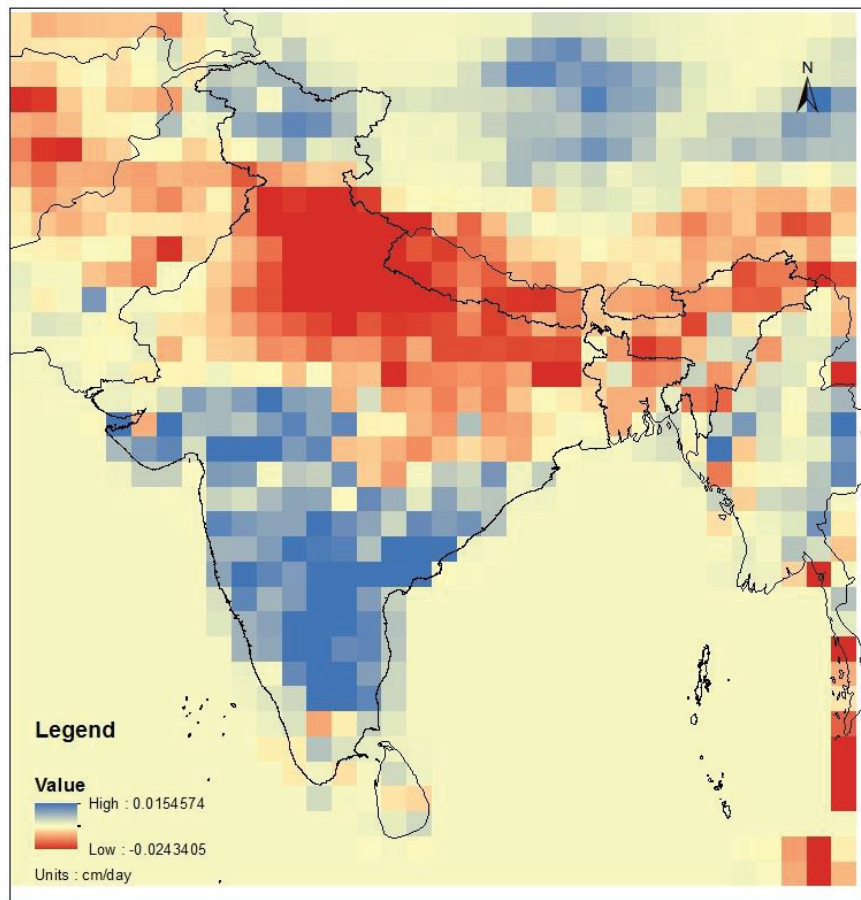 N
Legend
Value
High : 0.0154574
Low : -0.0243405
Units : cm/day